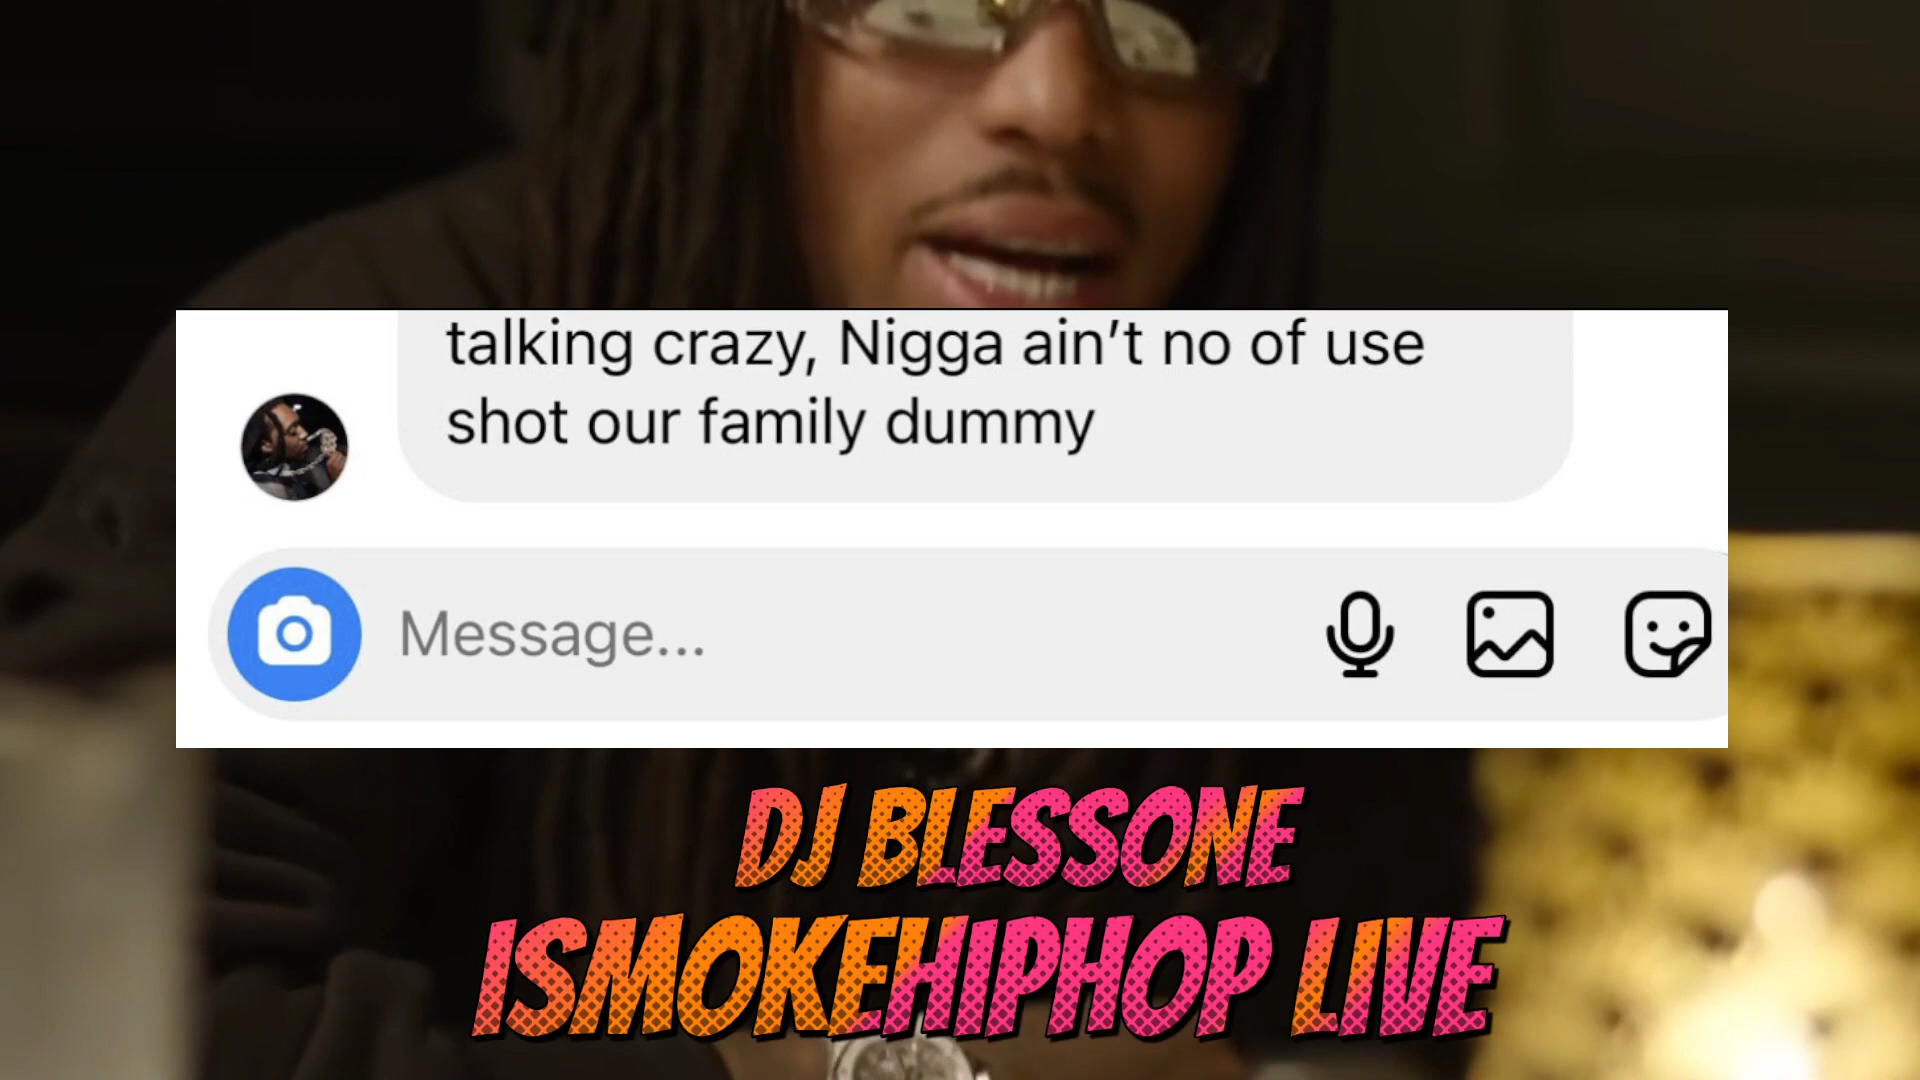 talking crazy, Nigga ain’t no of use
shot our family dummy
Message...
DJ BLESSONE
ISMOKEHIPHOP LIVE